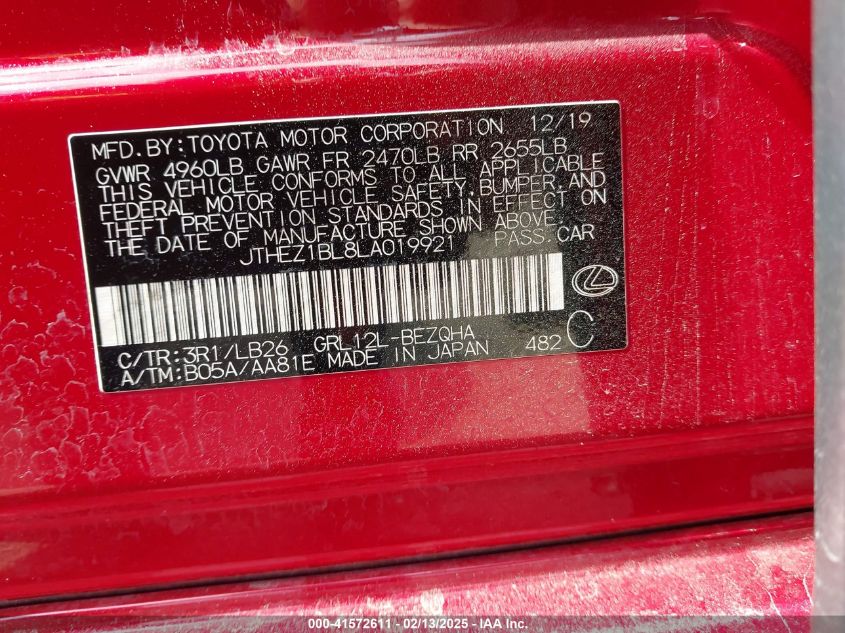 MFD.BY:TOYOTA MOTOR CORPORATION 12/19
GVWR 4960LB GAWR FR 2470LB RR 2655LB
THIS VEHICLE CONFORMS TO ALL APPLICABLE
FEDERAL MOTOR VEHICLE SAFETY,BUMPER,AND
THEFT PREVENTION STANDARDS IN EFFECT ON
THE DATE OF MANUFACTURE SHOWN ABOVE.
JTHEZ1BL8LA019921 PASS.CAR
C/TR:3R1/LB26 GRL12L-BEZQHA
A/TM:B05A/AA81E MADE IN JAPAN 482 C
000-41572611 - 02/13/2025 - IAA Inc.